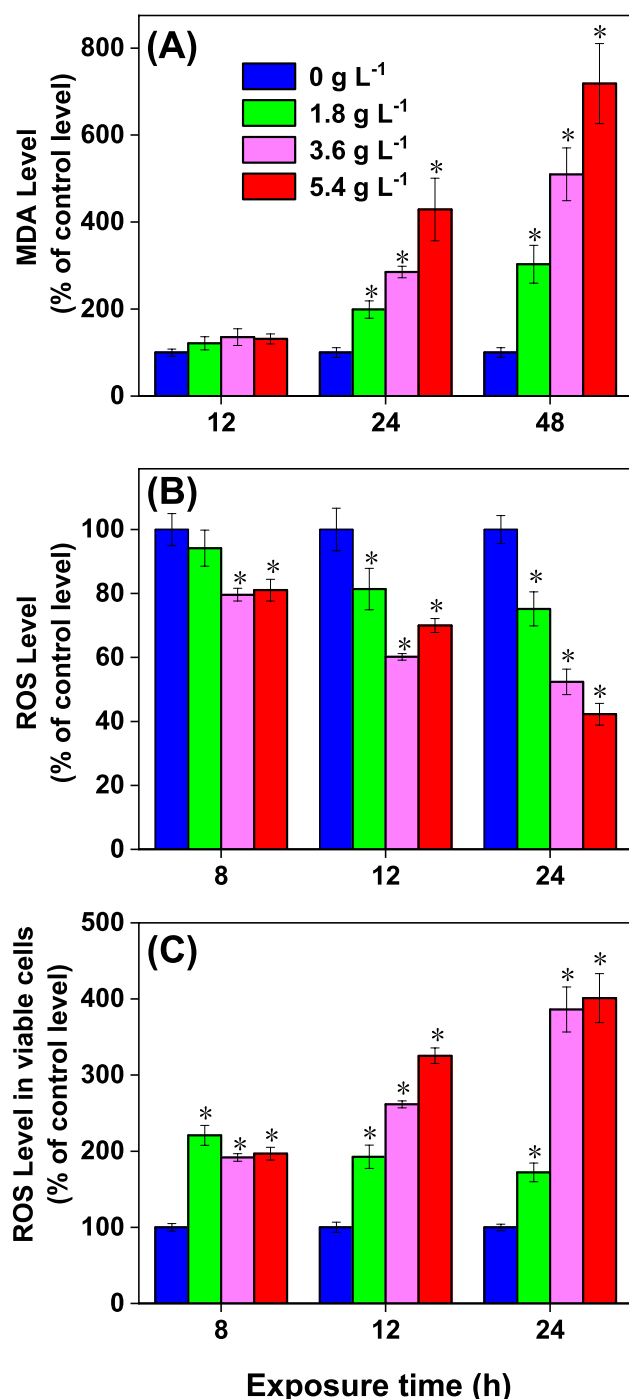 (A)
0 g L⁻¹
1.8 g L⁻¹
3.6 g L⁻¹
5.4 g L⁻¹
MDA Level
(% of control level)
800
600
400
200
0
* * * * * *
12 24 48
(B)
ROS Level
(% of control level)
100
80
60
40
20
0
* * * * * * * *
8 12 24
(C)
ROS Level in viable cells
(% of control level)
500
400
300
200
100
0
* * * * * * * * *
8 12 24
Exposure time (h)